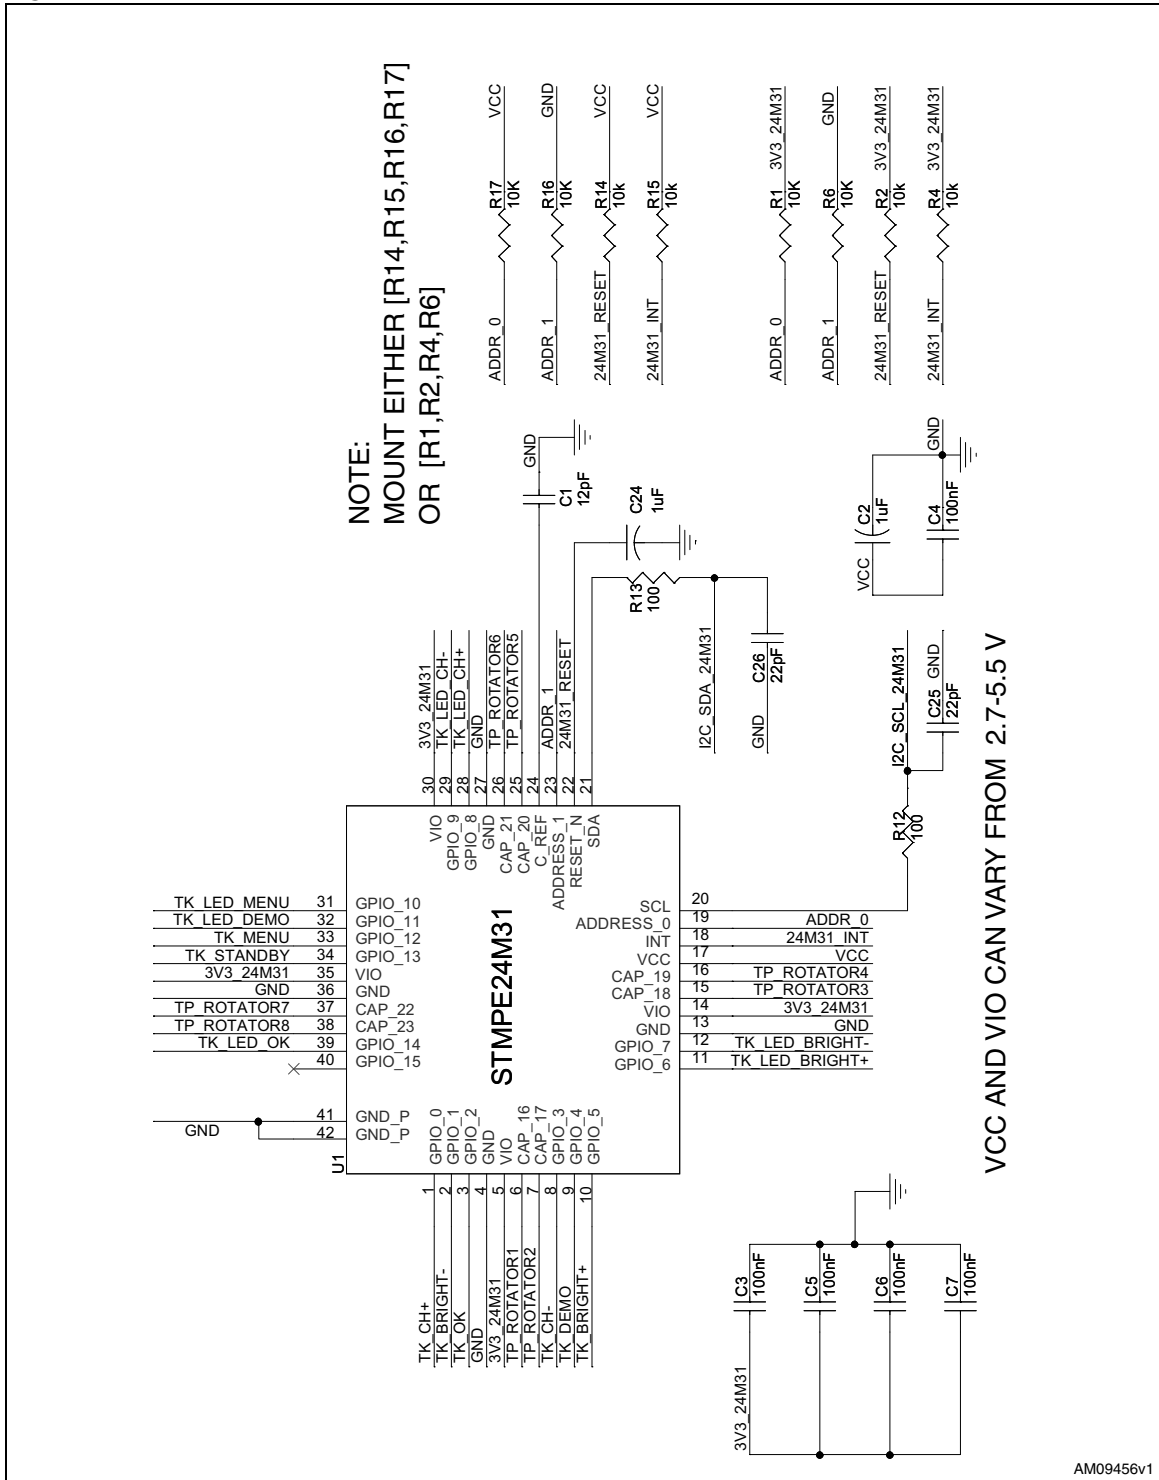 NOTE:
MOUNT EITHER [R14,R15,R16,R17]
OR [R1,R2,R4,R6]
ADDR_0
R17
10K
VCC
ADDR_1
R16
10K
GND
24M31_RESET
R14
10k
VCC
24M31_INT
R15
10k
VCC
ADDR_0
R1
10K
3V3_24M31
ADDR_1
R6
10K
GND
24M31_RESET
R2
10k
3V3_24M31
24M31_INT
R4
10k
3V3_24M31
GND
C1
12pF
C24
1uF
R13
100
I2C_SDA_24M31
C26
22pF
GND
VCC
C2
1uF
C4
100nF
GND
I2C_SCL_24M31
C25
22pF
GND
R12
100
VCC AND VIO CAN VARY FROM 2.7-5.5 V
3V3_24M31
TK_LED_CH-
TK_LED_CH+
GND
TP_ROTATOR6
TP_ROTATOR5
ADDR_1
24M31_RESET
30
29
28
27
26
25
24
23
22
21
VIO
GPIO_9
GPIO_8
GND
CAP_21
CAP_20
C_REF
ADDRESS_1
RESET_N
SDA
TK_LED_MENU 31 GPIO_10
TK_LED_DEMO 32 GPIO_11
TK_MENU 33 GPIO_12
TK_STANDBY 34 GPIO_13
3V3_24M31 35 VIO
GND 36 GND
TP_ROTATOR7 37 CAP_22
TP_ROTATOR8 38 CAP_23
TK_LED_OK 39 GPIO_14
40 GPIO_15
41 GND_P
GND 42 GND_P
U1
STMPE24M31
SCL 20
ADDRESS_0 19 ADDR_0
INT 18 24M31_INT
VCC 17 VCC
CAP_19 16 TP_ROTATOR4
CAP_18 15 TP_ROTATOR3
VIO 14 3V3_24M31
GND 13 GND
GPIO_7 12 TK_LED_BRIGHT-
GPIO_6 11 TK_LED_BRIGHT+
GPIO_0
GPIO_1
GPIO_2
GND
VIO
CAP_16
CAP_17
GPIO_3
GPIO_4
GPIO_5
1
2
3
4
5
6
7
8
9
10
TK_CH+
TK_BRIGHT-
TK_OK
GND
3V3_24M31
TP_ROTATOR1
TP_ROTATOR2
TK_CH-
TK_DEMO
TK_BRIGHT+
3V3_24M31
C3
100nF
C5
100nF
C6
100nF
C7
100nF
AM09456v1